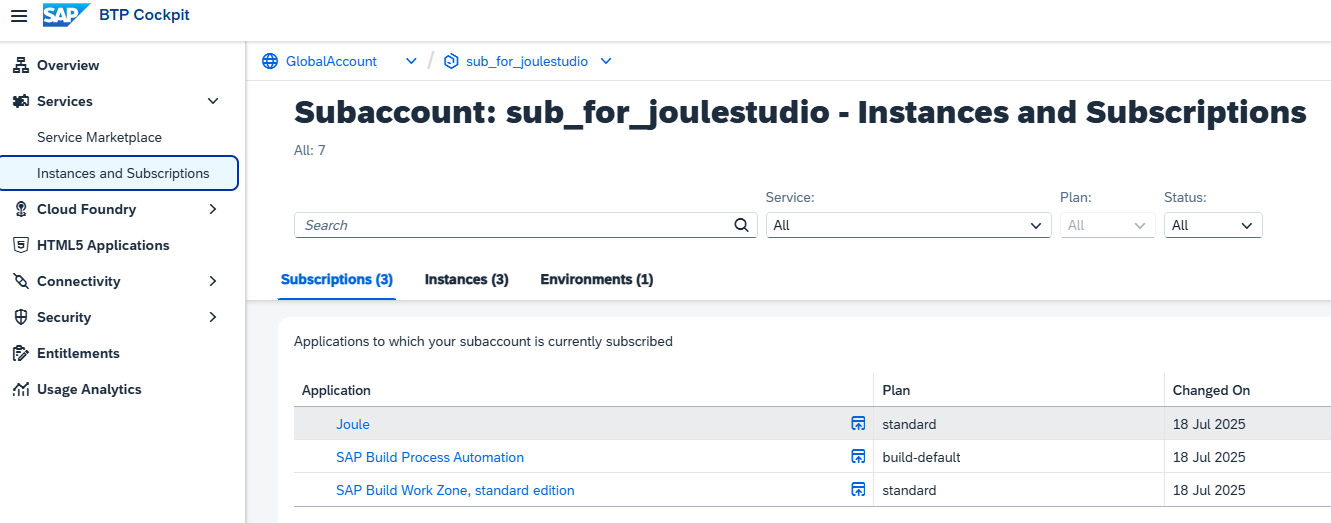 SAP BTP Cockpit
Overview
Services
Service Marketplace
Instances and Subscriptions
Cloud Foundry
HTML5 Applications
Connectivity
Security
Entitlements
Usage Analytics
GlobalAccount / sub_for_joulestudio
Subaccount: sub_for_joulestudio - Instances and Subscriptions
All: 7
Service: Plan: Status:
Search All All All
Subscriptions (3) Instances (3) Environments (1)
Applications to which your subaccount is currently subscribed
Application Plan Changed On
Joule standard 18 Jul 2025
SAP Build Process Automation build-default 18 Jul 2025
SAP Build Work Zone, standard edition standard 18 Jul 2025